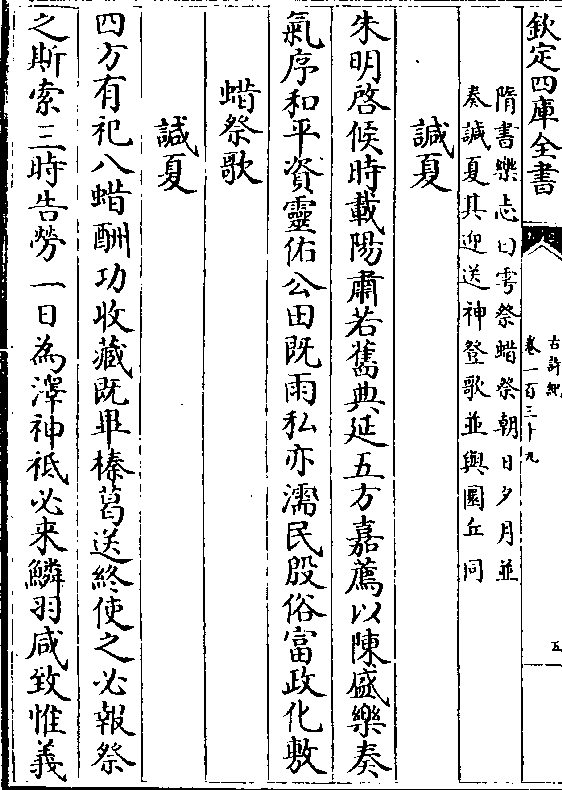 欽定四庫全書
古詩紀
卷一百三十九
五
隋書樂志曰雩祭蜡祭朝日夕月並
奏諴夏其迎送神登歌並與圜丘同
諴夏
朱明啓候時載陽肅若舊典延五方嘉薦以陳盛樂奏
氣序和平資靈佑公田既雨私亦濡民殷俗富政化敷
蜡祭歌
諴夏
四方有祀八蜡酬功收藏既畢榛葛送終使之必報祭
之斯索三時告勞一日為澤神祇必来鱗羽咸致惟義